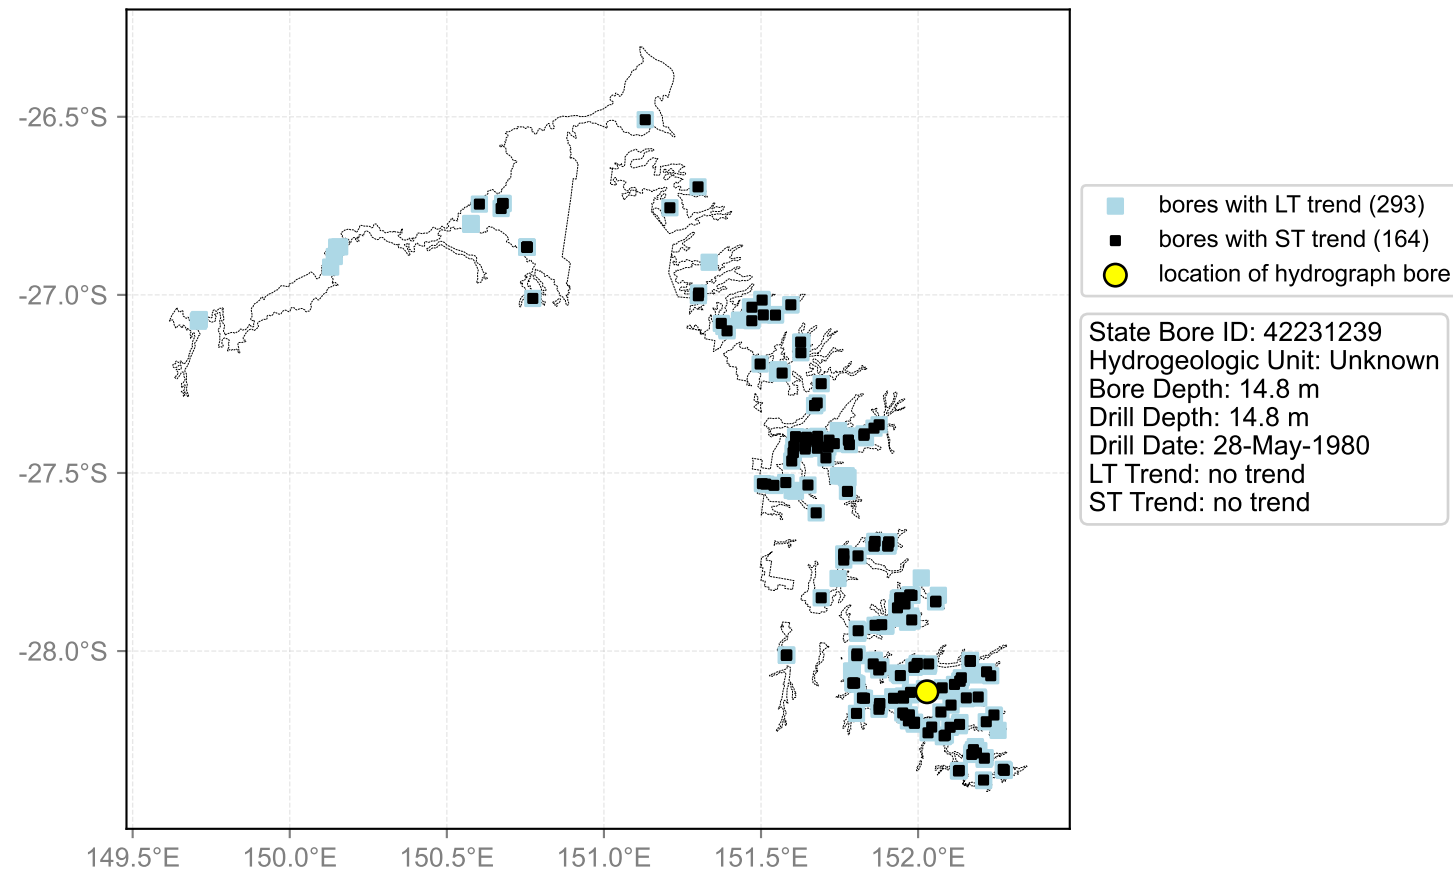 -26.5°S
-27.0°S
-27.5°S
-28.0°S
149.5°E 150.0°E 150.5°E 151.0°E 151.5°E 152.0°E
bores with LT trend (293)
bores with ST trend (164)
location of hydrograph bore
State Bore ID: 42231239
Hydrogeologic Unit: Unknown
Bore Depth: 14.8 m
Drill Depth: 14.8 m
Drill Date: 28-May-1980
LT Trend: no trend
ST Trend: no trend